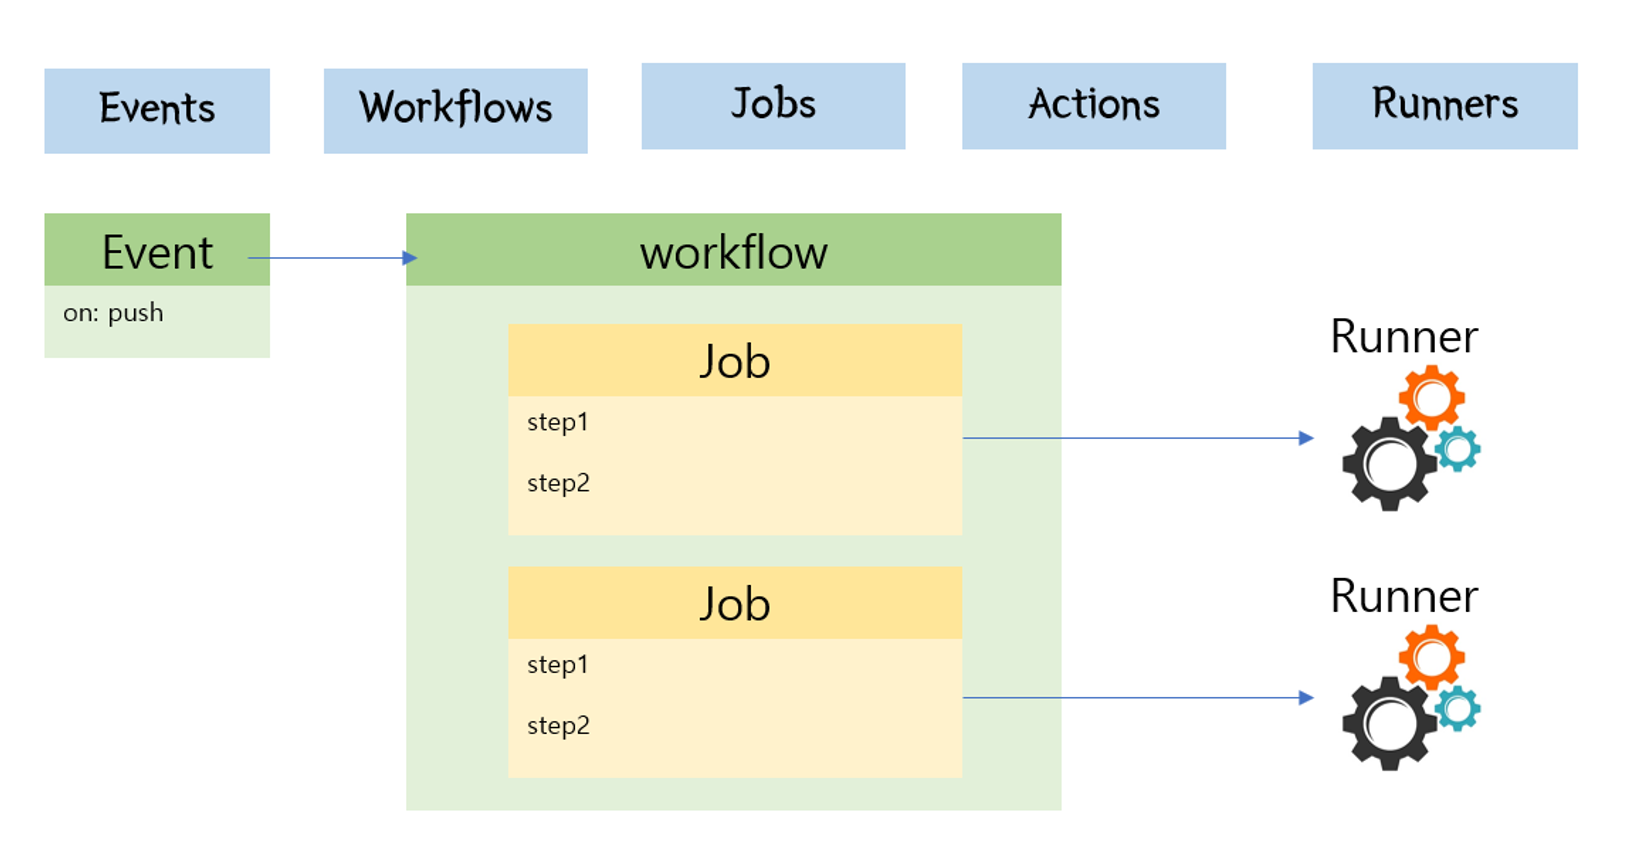 Events
Workflows
Jobs
Actions
Runners
Event
on: push
workflow
Job
step1
step2
Job
step1
step2
Runner
Runner